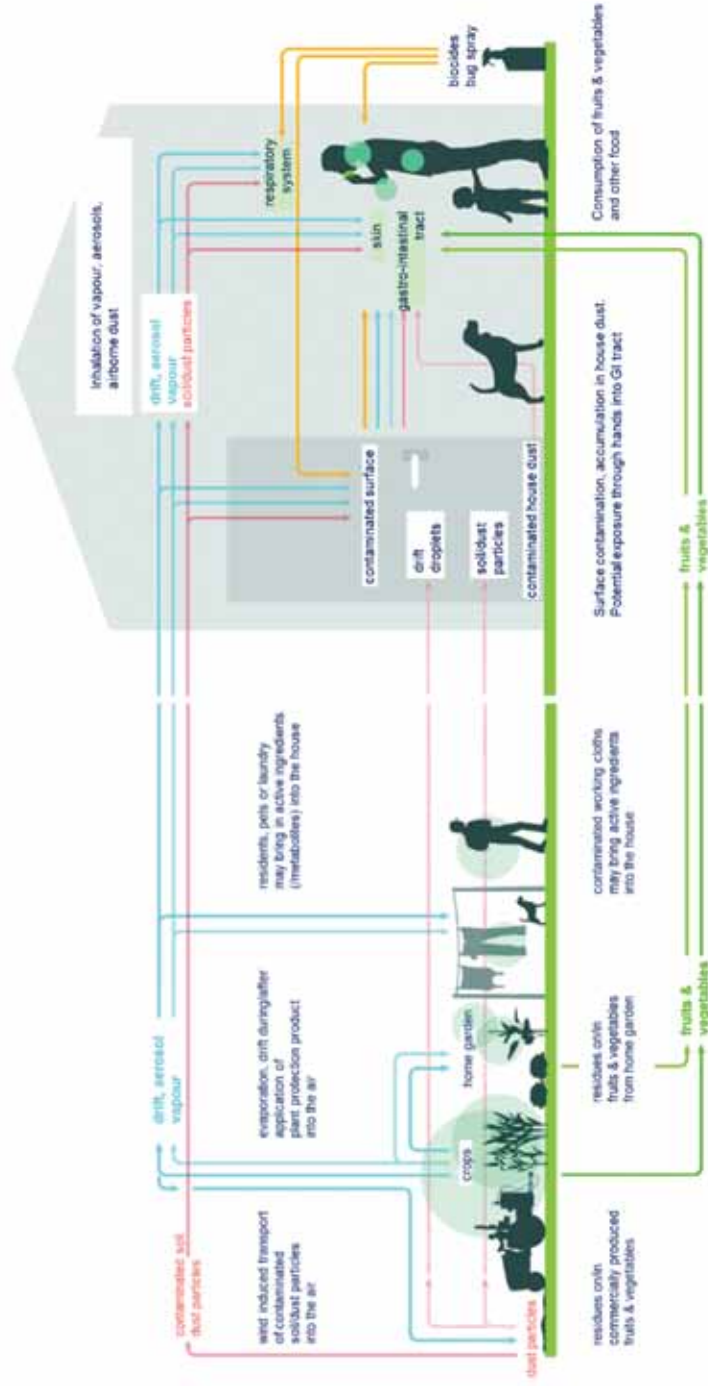 contaminated soil
dust particles
drift, aerosol
vapour
wind induced transport
of contaminated
soil/dust particles
into the air
evaporation, drift during/after
application of
plant protection product
into the air
residents, pets or laundry
may bring in active ingredients
(/metabolites) into the house
crops
home garden
dust particles
residues on/in
commercially produced
fruits & vegetables
residues on/in
fruits & vegetables
from home garden
contaminated working cloths
may bring active ingredients
into the house
fruits &
vegetables
Inhalation of vapour, aerosols,
airborne dust
drift, aerosol
vapour
soil/dust particles
respiratory
system
skin
gastro-intestinal
tract
biocides
bug spray
contaminated surface
drift
droplets
soil/dust
particles
contaminated house dust
Surface contamination, accumulation in house dust.
Potential exposure through hands into GI tract
Consumption of fruits & vegetables
and other food
fruits &
vegetables